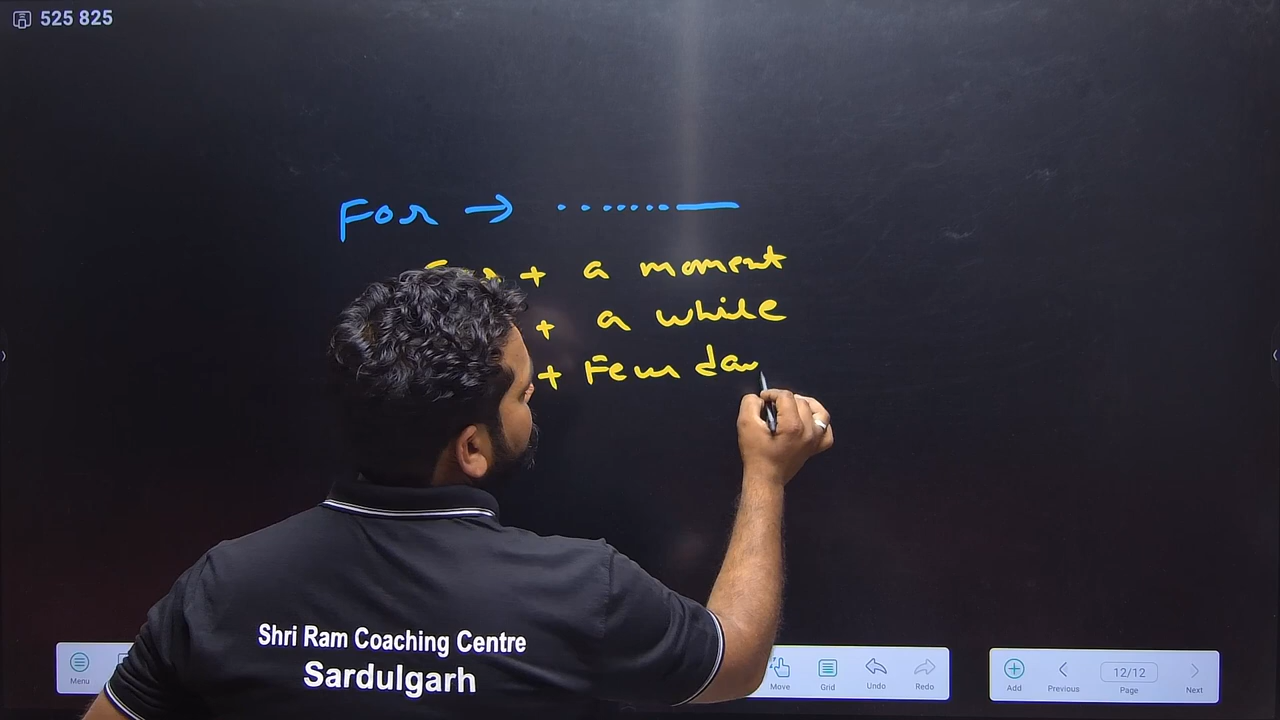 525 825
For → .......—
+ a moment
+ a while
+ Few
Shri Ram Coaching Centre
Sardulgarh
Menu
Move
Grid
Undo
Redo
Add
Previous
12/12
Page
Next